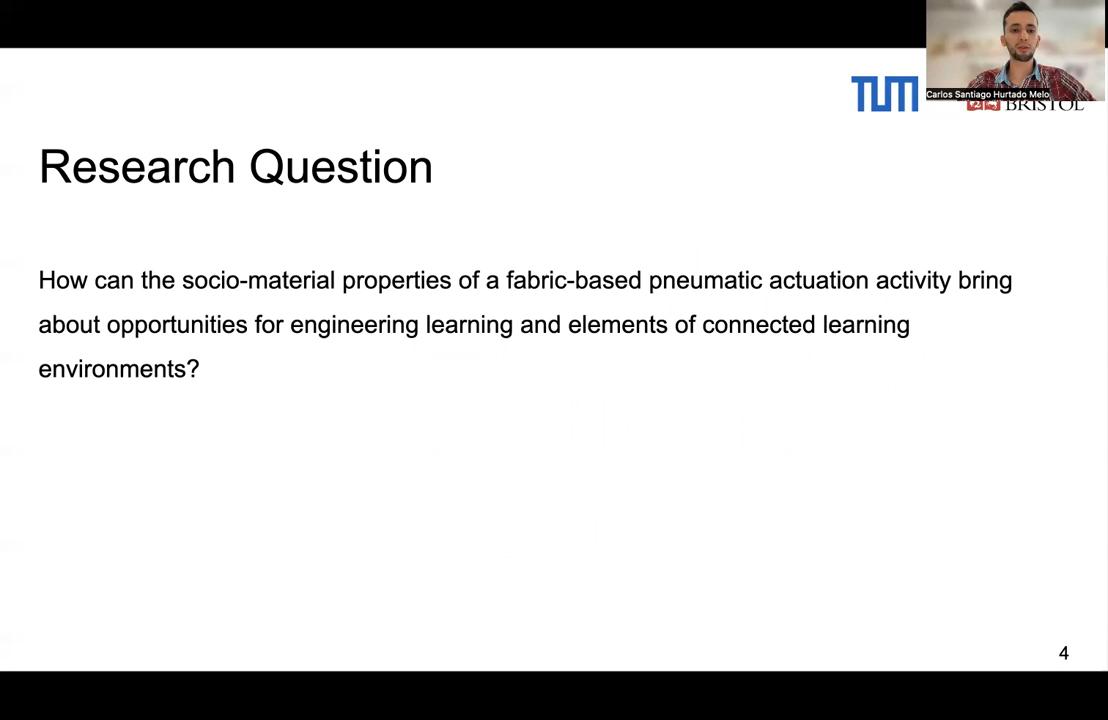 Carlos Santiago Hurtado Melo
TUM
BRISTOL
Research Question
How can the socio-material properties of a fabric-based pneumatic actuation activity bring
about opportunities for engineering learning and elements of connected learning
environments?
4